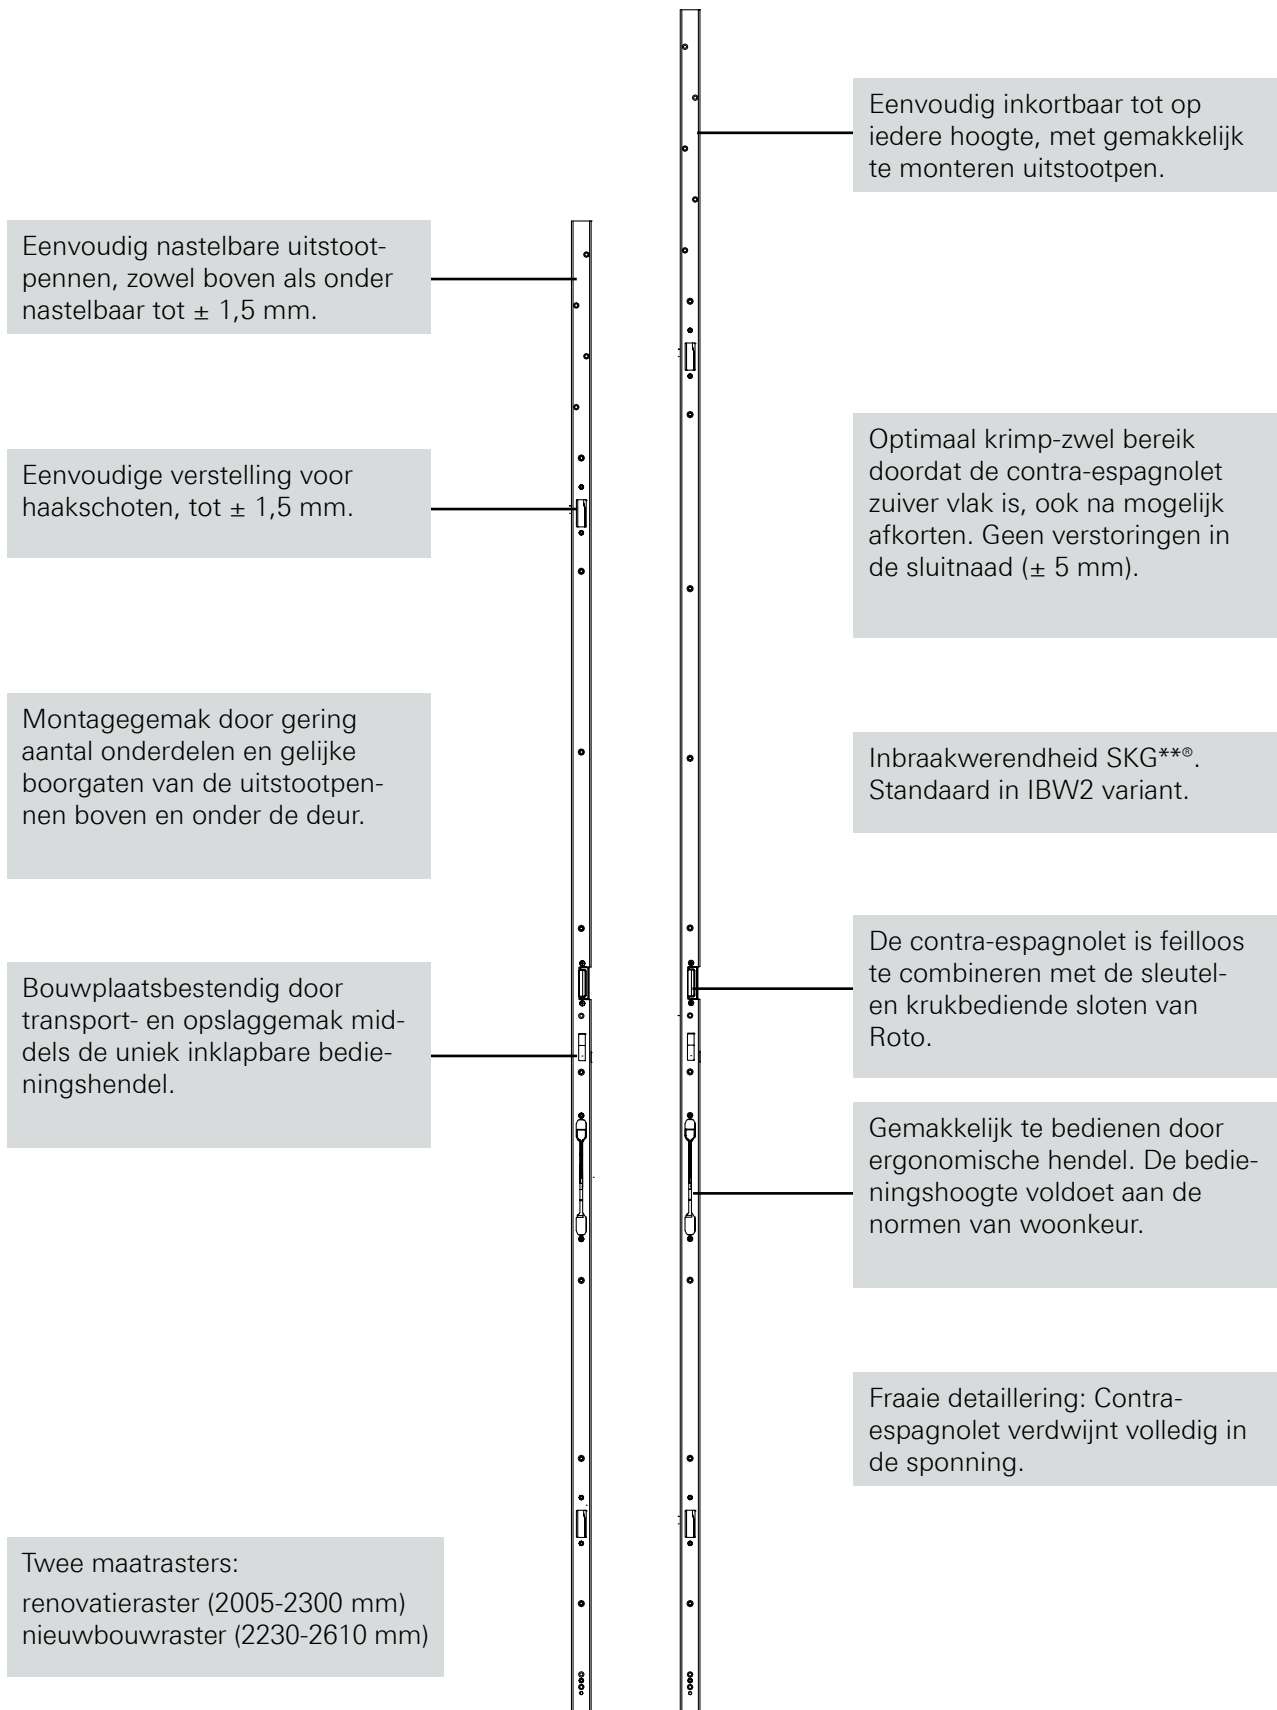 Eenvoudig inkortbaar tot op
iedere hoogte, met gemakkelijk
te monteren uitstootpen.
Eenvoudig nastelbare uitstoot-
pennen, zowel boven als onder
nastelbaar tot ± 1,5 mm.
Eenvoudige verstelling voor
haakschoten, tot ± 1,5 mm.
Optimaal krimp-zwel bereik
doordat de contra-espagnolet
zuiver vlak is, ook na mogelijk
afkorten. Geen verstoringen in
de sluitnaad (± 5 mm).
Montagegemak door gering
aantal onderdelen en gelijke
boorgaten van de uitstootpen-
nen boven en onder de deur.
Inbraakwerendheid SKG**®.
Standaard in IBW2 variant.
De contra-espagnolet is feilloos
te combineren met de sleutel-
en krukbediende sloten van
Roto.
Bouwplaatsbestendig door
transport- en opslaggemak mid-
dels de uniek inklapbare bedie-
ningshendel.
Gemakkelijk te bedienen door
ergonomische hendel. De bedie-
ningshoogte voldoet aan de
normen van woonkeur.
Fraaie detaillering: Contra-
espagnolet verdwijnt volledig in
de sponning.
Twee maatrasters:
renovatieraster (2005-2300 mm)
nieuwbouwraster (2230-2610 mm)